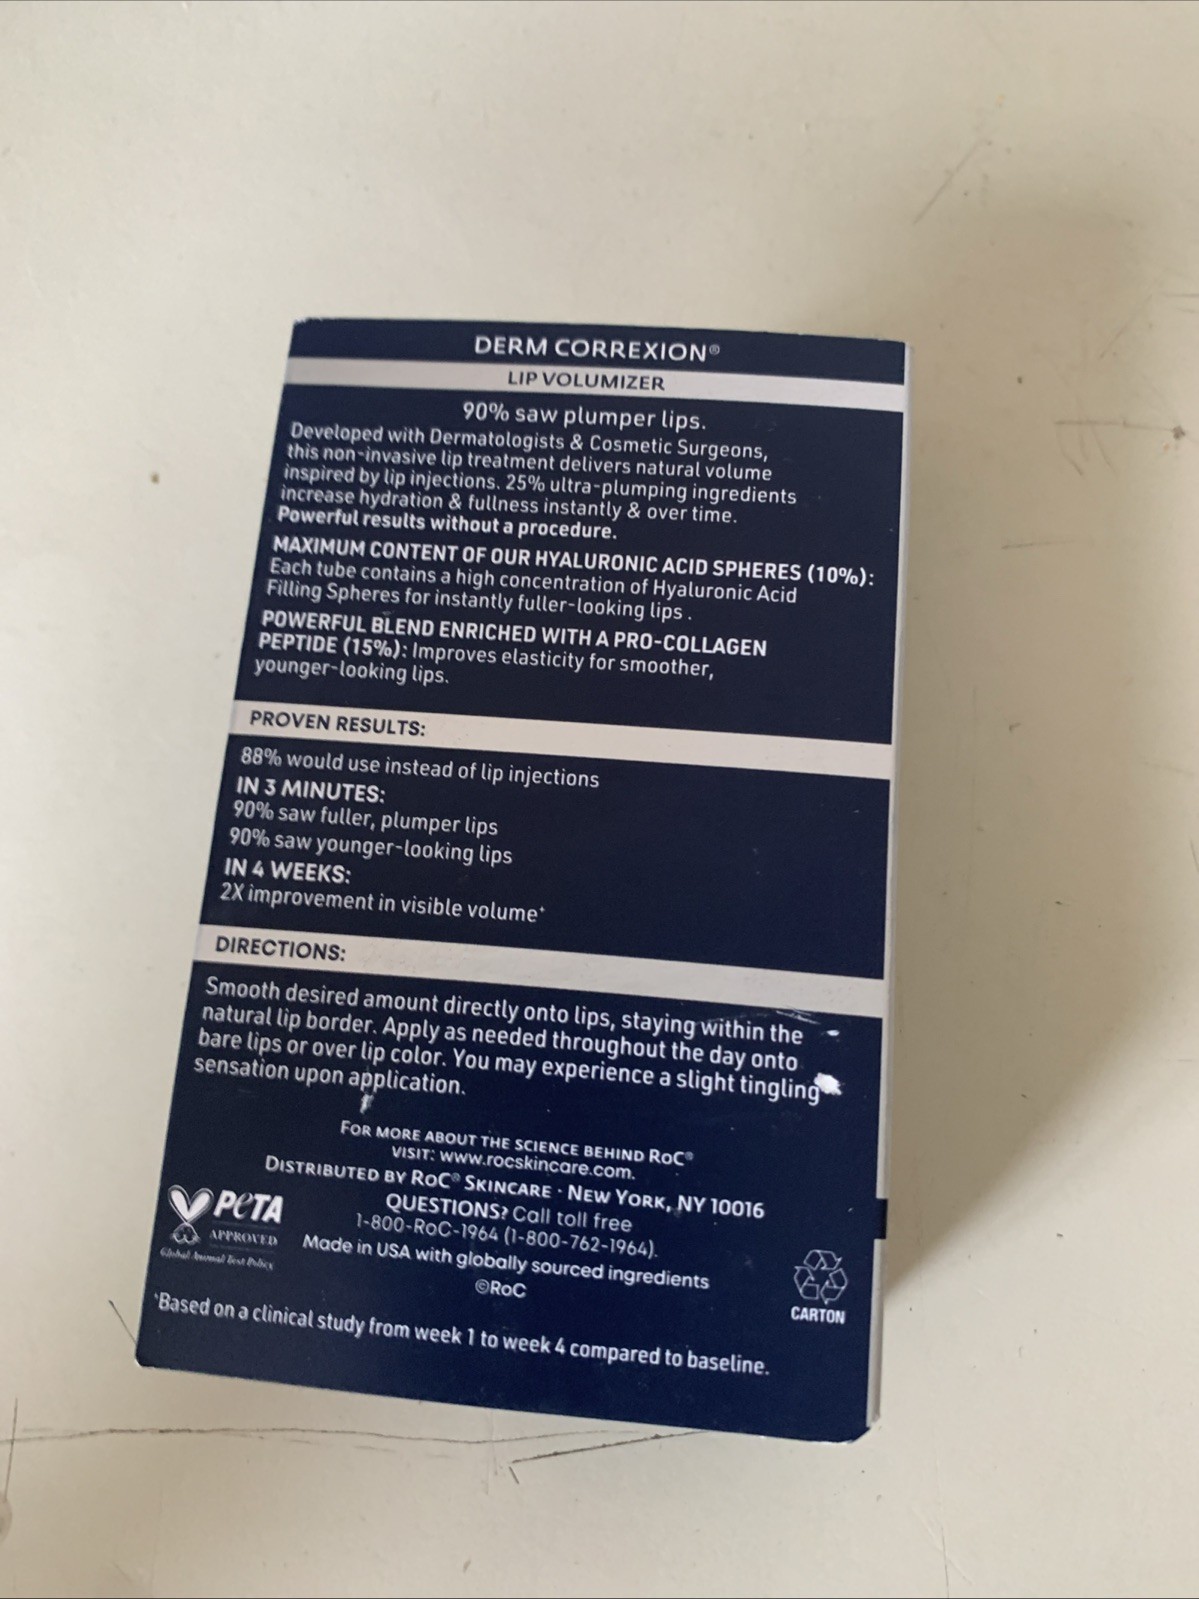 DERM CORREXION®
LIP VOLUMIZER
90% saw plumper lips.
Developed with Dermatologists & Cosmetic Surgeons,
this non-invasive lip treatment delivers natural volume
inspired by lip injections. 25% ultra-plumping ingredients
increase hydration & fullness instantly & over time.
Powerful results without a procedure.
MAXIMUM CONTENT OF OUR HYALURONIC ACID SPHERES (10%):
Each tube contains a high concentration of Hyaluronic Acid
Filling Spheres for instantly fuller-looking lips .
POWERFUL BLEND ENRICHED WITH A PRO-COLLAGEN
PEPTIDE (15%): Improves elasticity for smoother,
younger-looking lips.
PROVEN RESULTS:
88% would use instead of lip injections
IN 3 MINUTES:
90% saw fuller, plumper lips
90% saw younger-looking lips
IN 4 WEEKS:
2X improvement in visible volume+
DIRECTIONS:
Smooth desired amount directly onto lips, staying within the
natural lip border. Apply as needed throughout the day onto
bare lips or over lip color. You may experience a slight tingling
sensation upon application.
FOR MORE ABOUT THE SCIENCE BEHIND ROC®
VISIT: www.rocskincare.com.
DISTRIBUTED BY ROC® SKINCARE · NEW YORK, NY 10016
QUESTIONS? Call toll free
1-800-RoC-1964 (1-800-762-1964).
Made in USA with globally sourced ingredients
©RoC
PeTA
APPROVED
Global Animal Test Policy
CARTON
+Based on a clinical study from week 1 to week 4 compared to baseline.